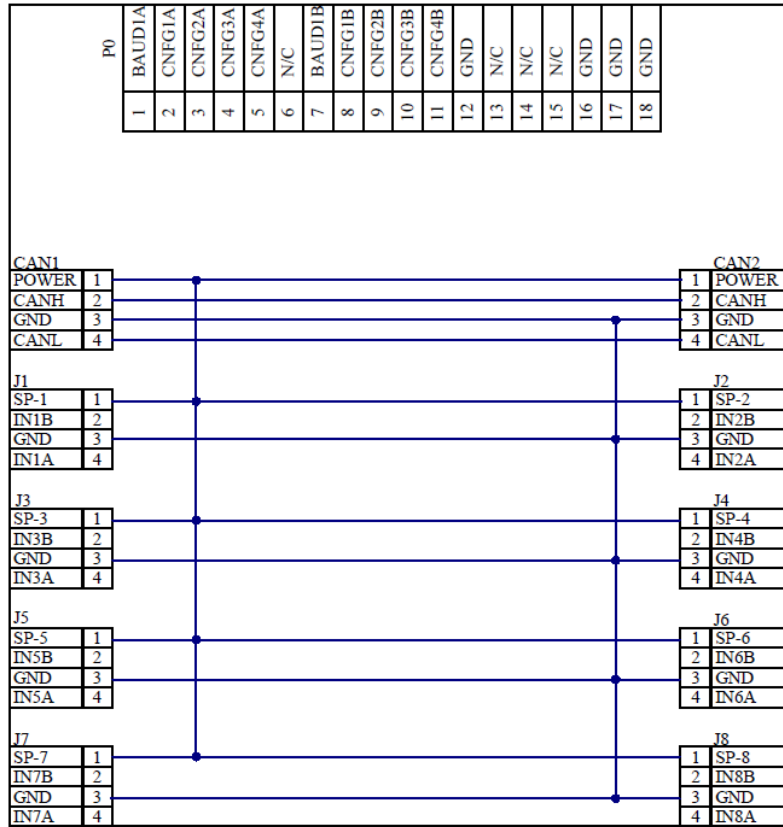 P0
1 BAUD1A
2 CNFG1A
3 CNFG2A
4 CNFG3A
5 CNFG4A
6 N/C
7 BAUD1B
8 CNFG1B
9 CNFG2B
10 CNFG3B
11 CNFG4B
12 GND
13 N/C
14 N/C
15 N/C
16 GND
17 GND
18 GND
CAN1
POWER 1
CANH 2
GND 3
CANL 4
CAN2
1 POWER
2 CANH
3 GND
4 CANL
J1
SP-1 1
IN1B 2
GND 3
IN1A 4
J2
1 SP-2
2 IN2B
3 GND
4 IN2A
J3
SP-3 1
IN3B 2
GND 3
IN3A 4
J4
1 SP-4
2 IN4B
3 GND
4 IN4A
J5
SP-5 1
IN5B 2
GND 3
IN5A 4
J6
1 SP-6
2 IN6B
3 GND
4 IN6A
J7
SP-7 1
IN7B 2
GND 3
IN7A 4
J8
1 SP-8
2 IN8B
3 GND
4 IN8A